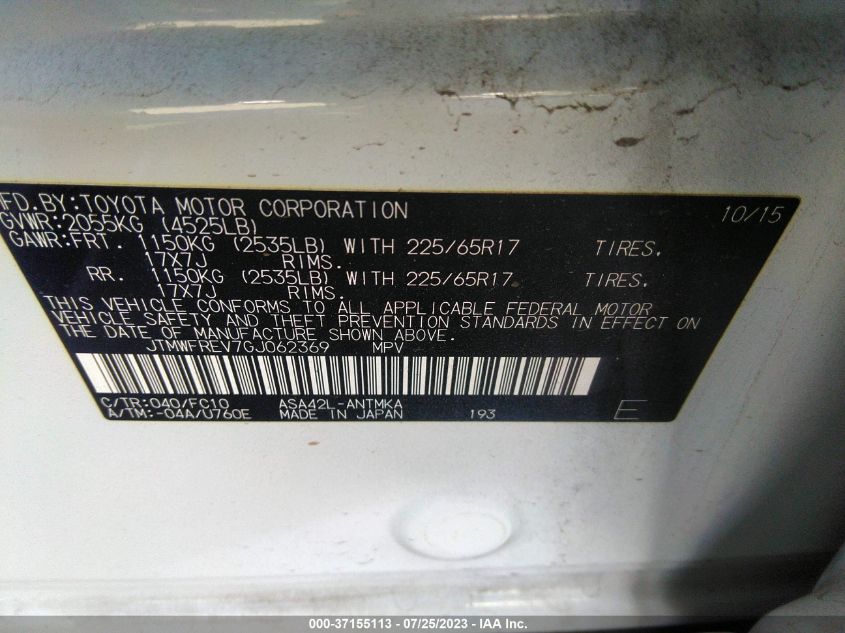 FD.BY:TOYOTA MOTOR CORPORATION 10/15
GVWR:2055KG (4525LB)
GAWR:FRT. 1150KG (2535LB) WITH 225/65R17 TIRES.
17X7J RIMS.
RR. 1150KG (2535LB) WITH 225/65R17 TIRES.
17X7J RIMS.
THIS VEHICLE CONFORMS TO ALL APPLICABLE FEDERAL MOTOR
VEHICLE SAFETY AND THEFT PREVENTION STANDARDS IN EFFECT ON
THE DATE OF MANUFACTURE SHOWN ABOVE.
JTMWFREV7GJ062369 MPV
C/TR:040/FC10 ASA42L-ANTMKA
A/TM:-04A/U760E MADE IN JAPAN 193 E
000-37155113 - 07/25/2023 - IAA Inc.